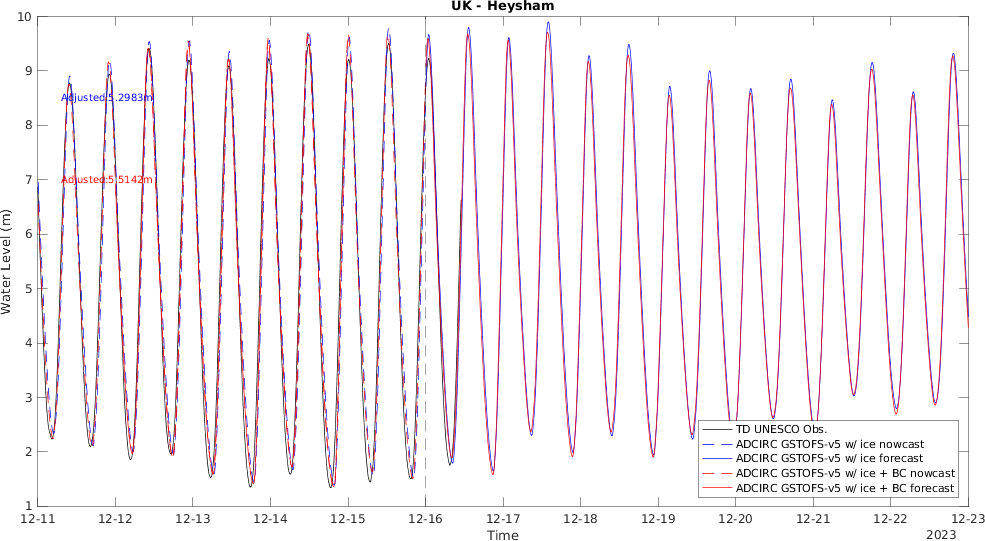 UK - Heysham
10
9
8
7
6
5
4
3
2
1
Water Level (m)
Adjusted:5.2983m
Adjusted:5.5142m
TD UNESCO Obs.
ADCIRC GSTOFS-v5 w/ ice nowcast
ADCIRC GSTOFS-v5 w/ ice forecast
ADCIRC GSTOFS-v5 w/ ice + BC nowcast
ADCIRC GSTOFS-v5 w/ ice + BC forecast
12-11 12-12 12-13 12-14 12-15 12-16 12-17 12-18 12-19 12-20 12-21 12-22 12-23
Time
2023